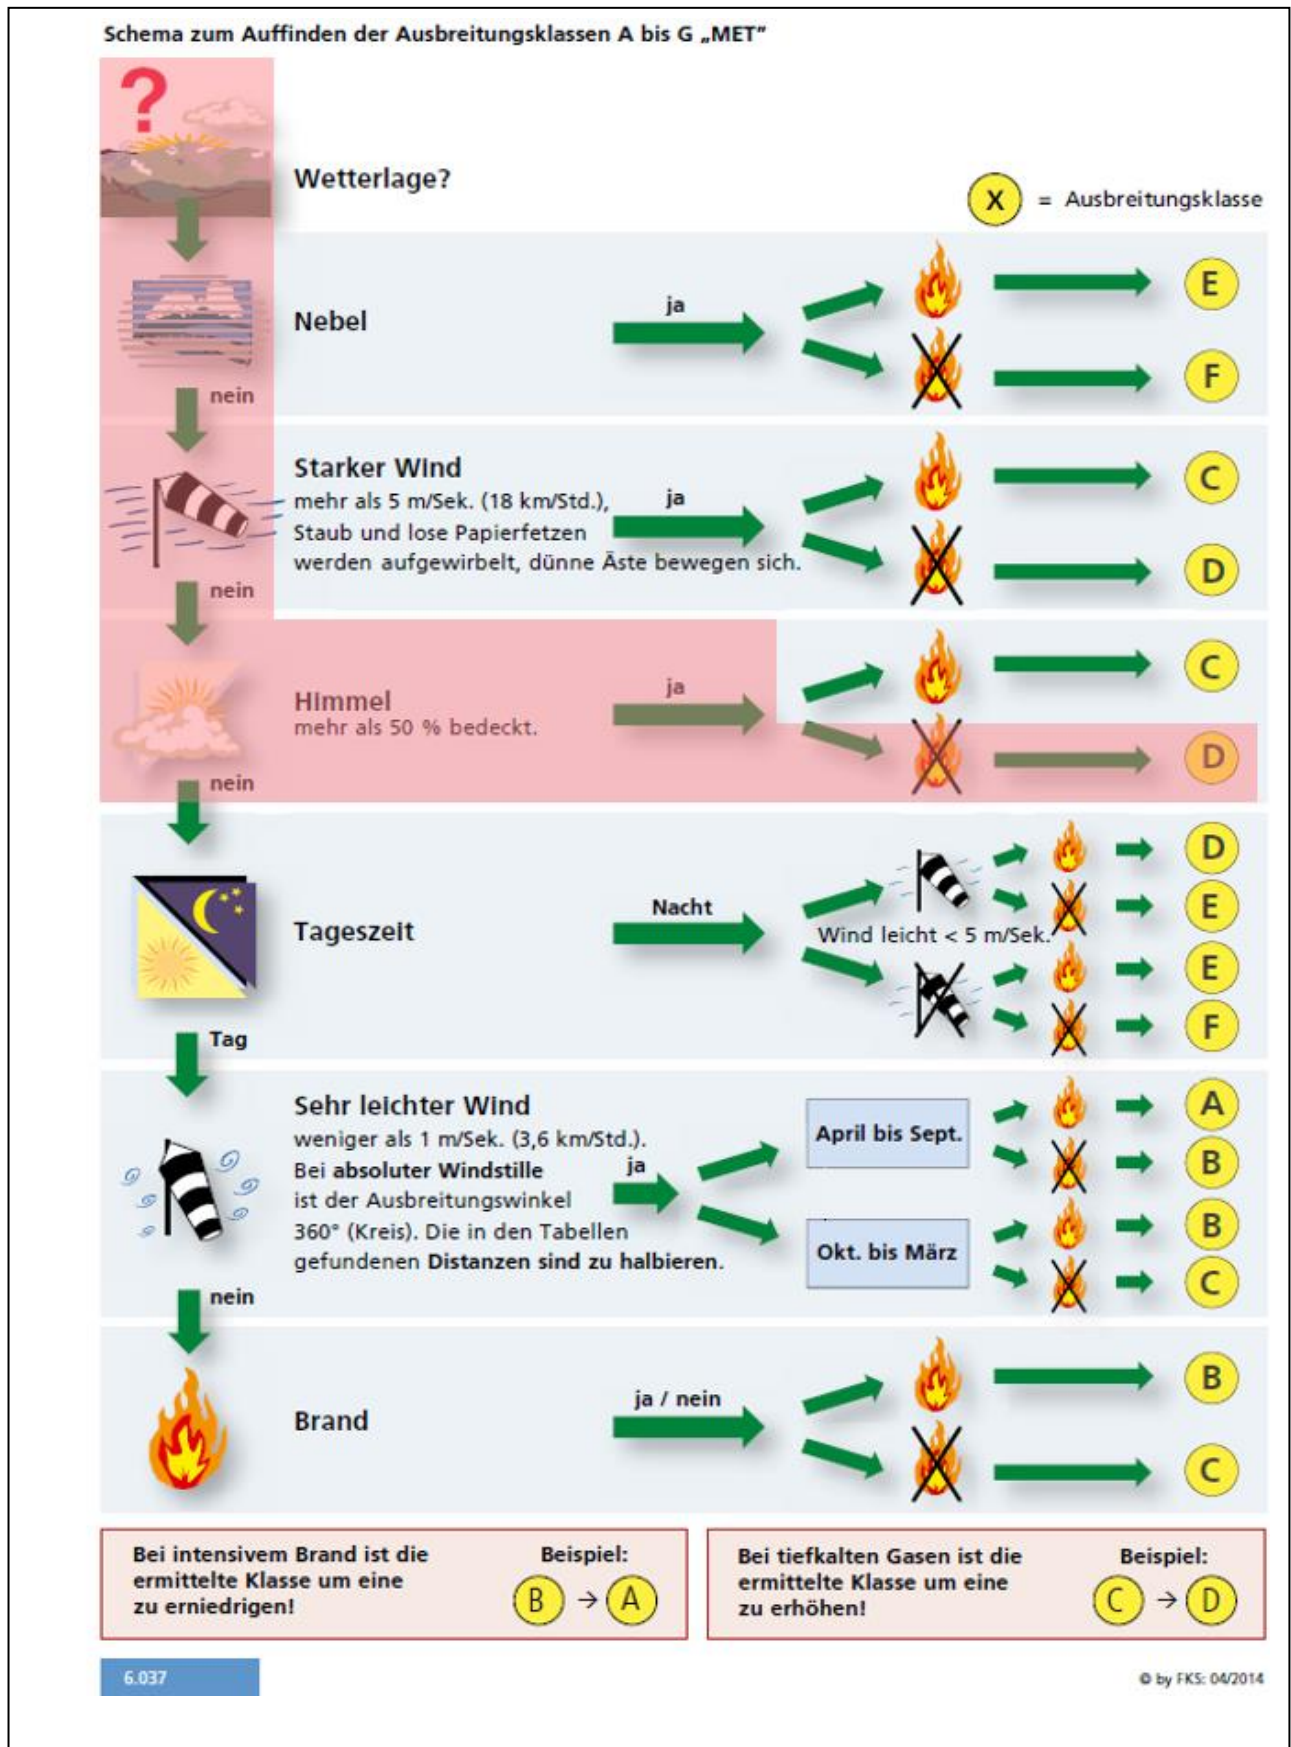 Schema zum Auffinden der Ausbreitungsklassen A bis G „MET"
?
Wetterlage?
X = Ausbreitungsklasse
Nebel
ja
E
F
nein
Starker Wind
mehr als 5 m/Sek. (18 km/Std.),
Staub und lose Papierfetzen
werden aufgewirbelt, dünne Äste bewegen sich.
ja
C
D
nein
Himmel
mehr als 50 % bedeckt.
ja
C
D
nein
Tageszeit
Nacht
Wind leicht < 5 m/Sek.
D
E
E
F
Tag
Sehr leichter Wind
weniger als 1 m/Sek. (3,6 km/Std.).
Bei absoluter Windstille
ist der Ausbreitungswinkel
360° (Kreis). Die in den Tabellen
gefundenen Distanzen sind zu halbieren.
ja
April bis Sept.
A
B
Okt. bis März
B
C
nein
Brand
ja / nein
B
C
Bei intensivem Brand ist die
ermittelte Klasse um eine
zu erniedrigen!
Beispiel:
B → A
Bei tiefkalten Gasen ist die
ermittelte Klasse um eine
zu erhöhen!
Beispiel:
C → D
6.037
© by FKS: 04/2014